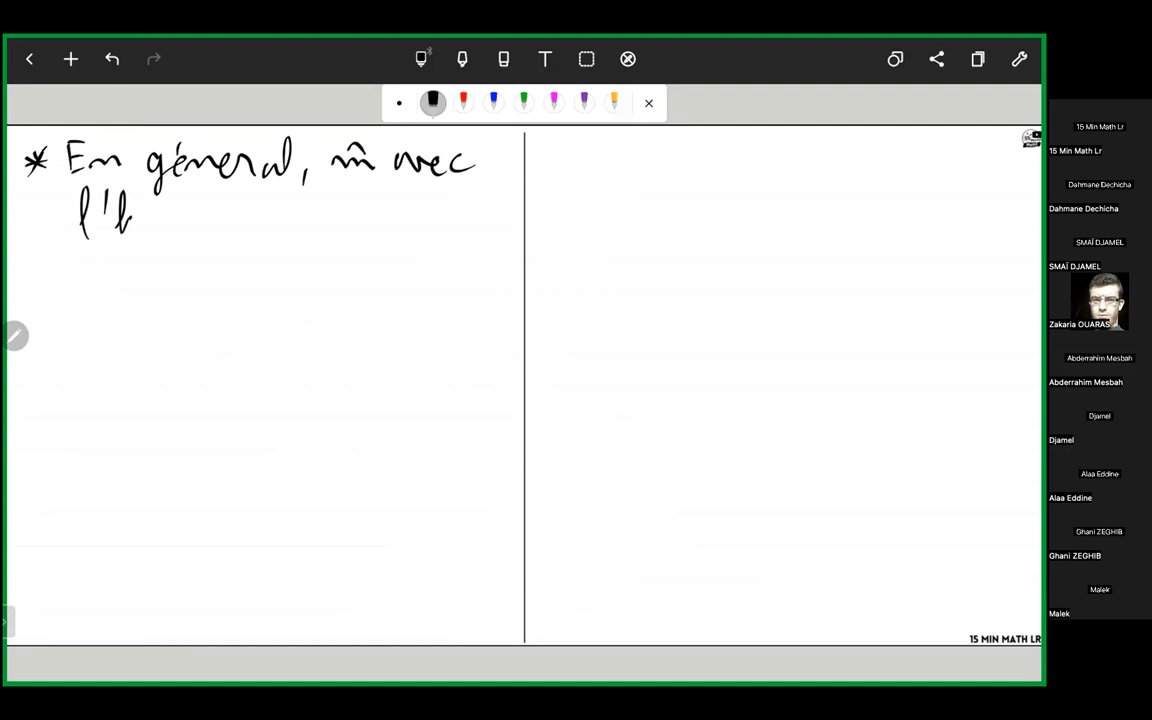 * En géneral, m̂ avec
l'h
15 Min Math Lr
15 Min Math Lr
Dahmane Dechicha
Dahmane Dechicha
SMAÏ DJAMEL
SMAÏ DJAMEL
Zakaria OUARAS
Abderrahim Mesbah
Abderrahim Mesbah
Djamel
Djamel
Alaa Eddine
Alaa Eddine
Ghani ZEGHIB
Ghani ZEGHIB
Malek
Malek
15 MIN MATH LR